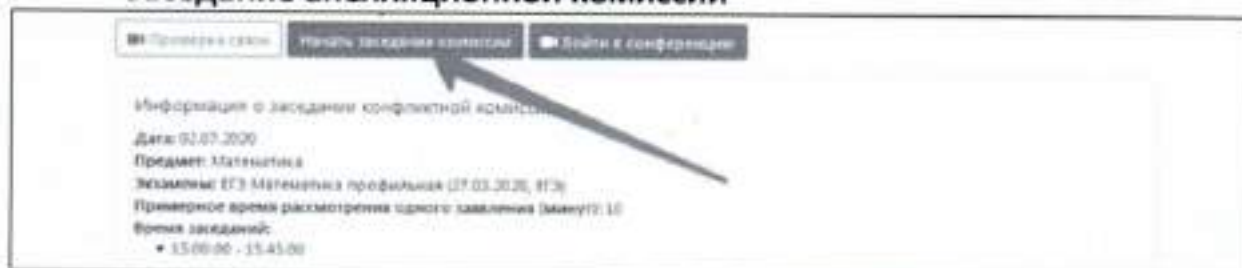 заседание апелляционной комиссии
Проверка связи Начать заседание комиссии Войти в конференцию
Информация о заседании конфликтной
Дата: 02.07.2020
Предмет: Математика
Экзамены: ЕГЭ Математика профильная (27.03.2020, ЕГЭ)
Примерное время рассмотрения одного заявления (минут): 10
Время заседаний:
• 15:00:00 - 15:45:00